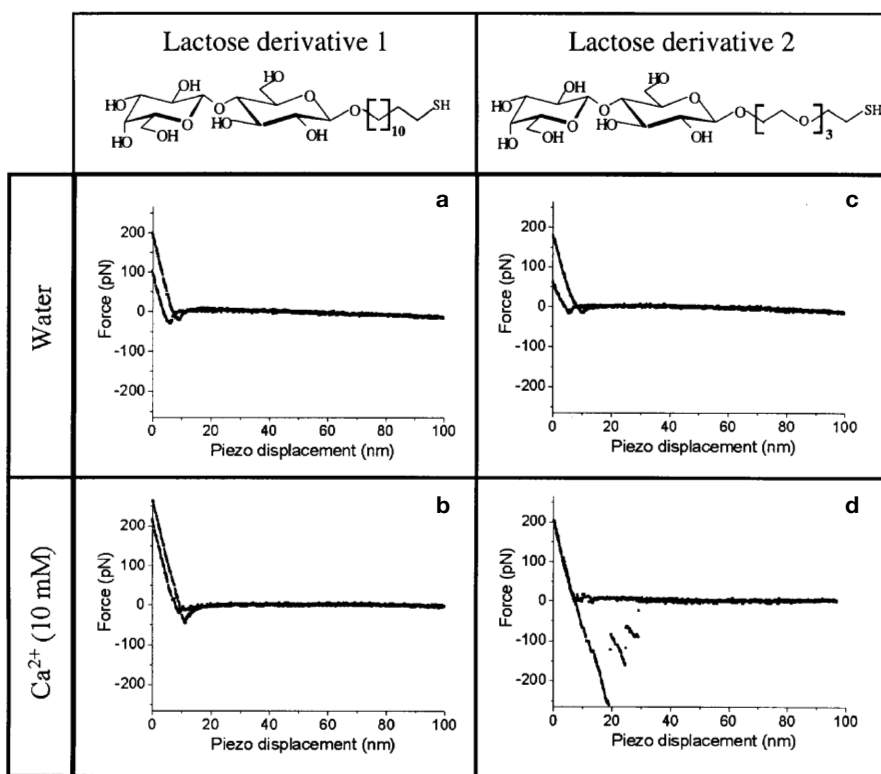 Lactose derivative 1
HO
OH
HO
HO
OH
O
O
HO
HO
O
OH
O
10
SH
Lactose derivative 2
HO
OH
HO
HO
OH
O
O
HO
HO
O
OH
O
O
3
SH
Water
a
Force (pN)
200
100
0
-100
-200
0 20 40 60 80 100
Piezo displacement (nm)
c
Force (pN)
200
100
0
-100
-200
0 20 40 60 80 100
Piezo displacement (nm)
Ca²⁺ (10 mM)
b
Force (pN)
200
100
0
-100
-200
0 20 40 60 80 100
Piezo displacement (nm)
d
Force (pN)
200
100
0
-100
-200
0 20 40 60 80 100
Piezo displacement (nm)